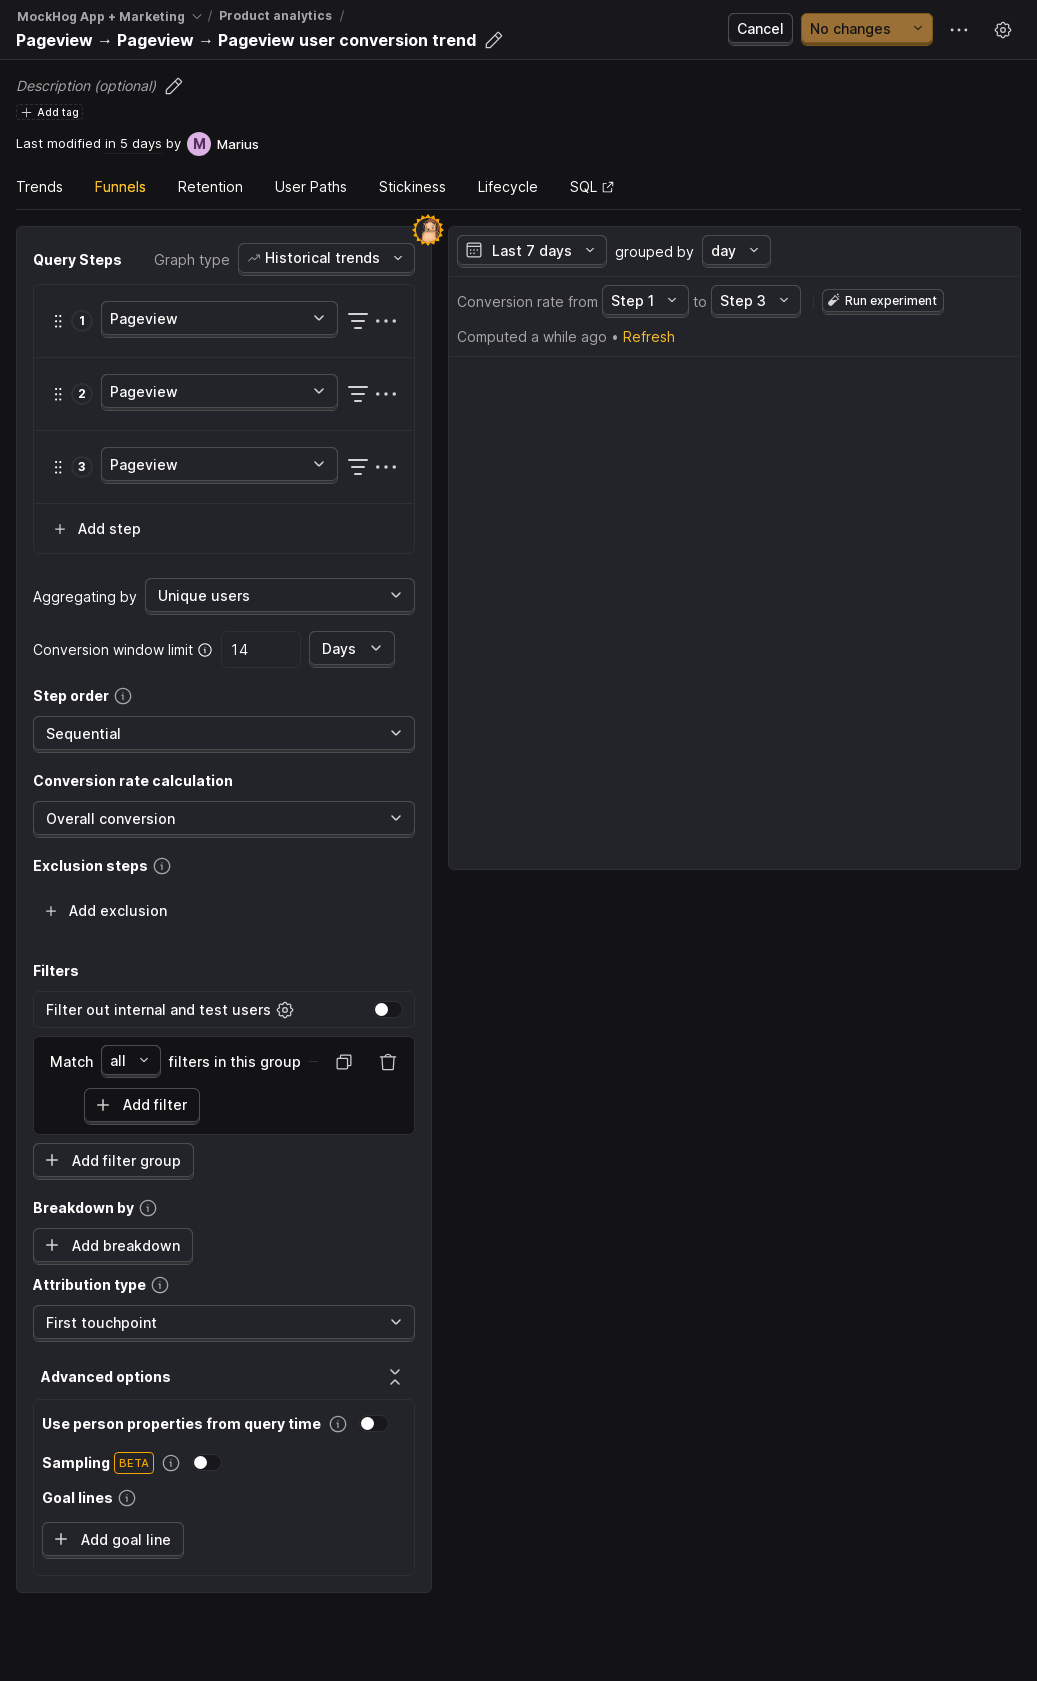 MockHog App + Marketing / Product analytics /
Pageview → Pageview → Pageview user conversion trend
Cancel
No changes
Description (optional)
Add tag
Last modified in 5 days by M Marius
Trends Funnels Retention User Paths Stickiness Lifecycle SQL
Query Steps Graph type Historical trends
1 Pageview
2 Pageview
3 Pageview
Add step
Aggregating by Unique users
Conversion window limit 14 Days
Step order
Sequential
Conversion rate calculation
Overall conversion
Exclusion steps
Add exclusion
Filters
Filter out internal and test users
Match all filters in this group
Add filter
Add filter group
Breakdown by
Add breakdown
Attribution type
First touchpoint
Advanced options
Use person properties from query time
Sampling BETA
Goal lines
Add goal line
Last 7 days grouped by day
Conversion rate from Step 1 to Step 3 Run experiment
Computed a while ago • Refresh